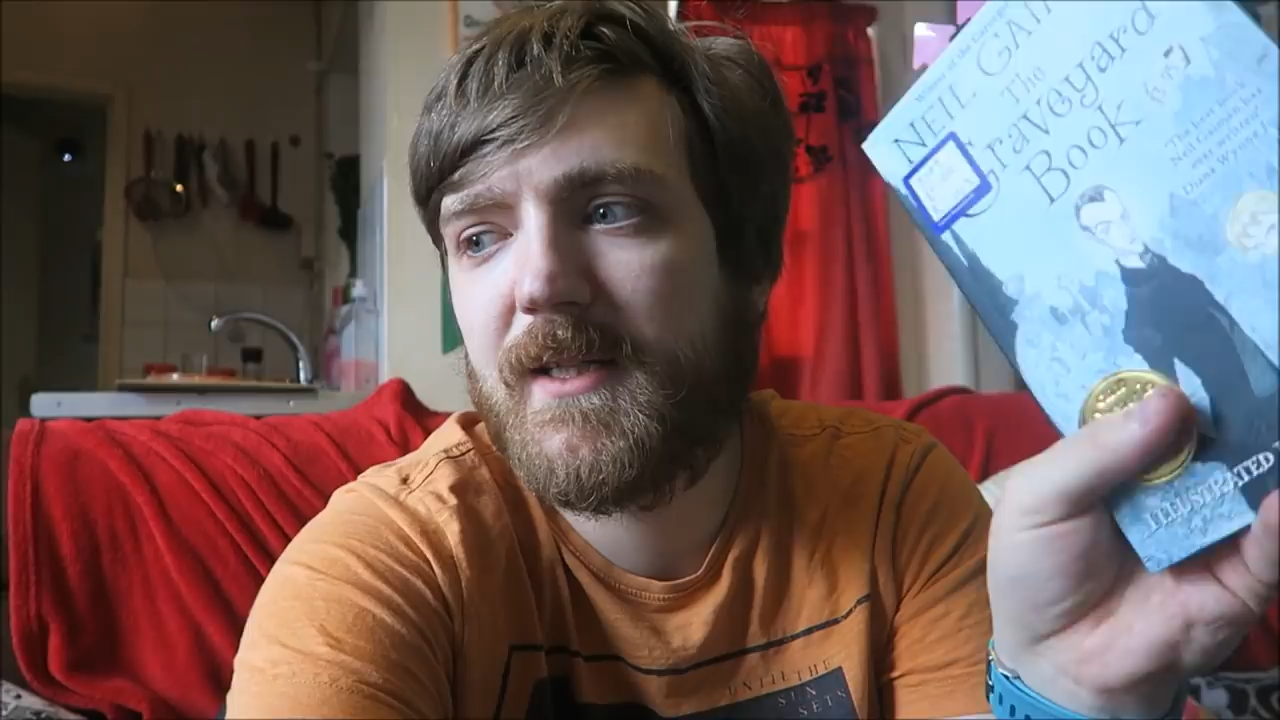 NEIL GAIM
The
Graveyard
Book
The best book
Neil Gaiman has
ever written
Diana Wynne J
ILLUSTRATED
UNTIL THE
SUN
SETS